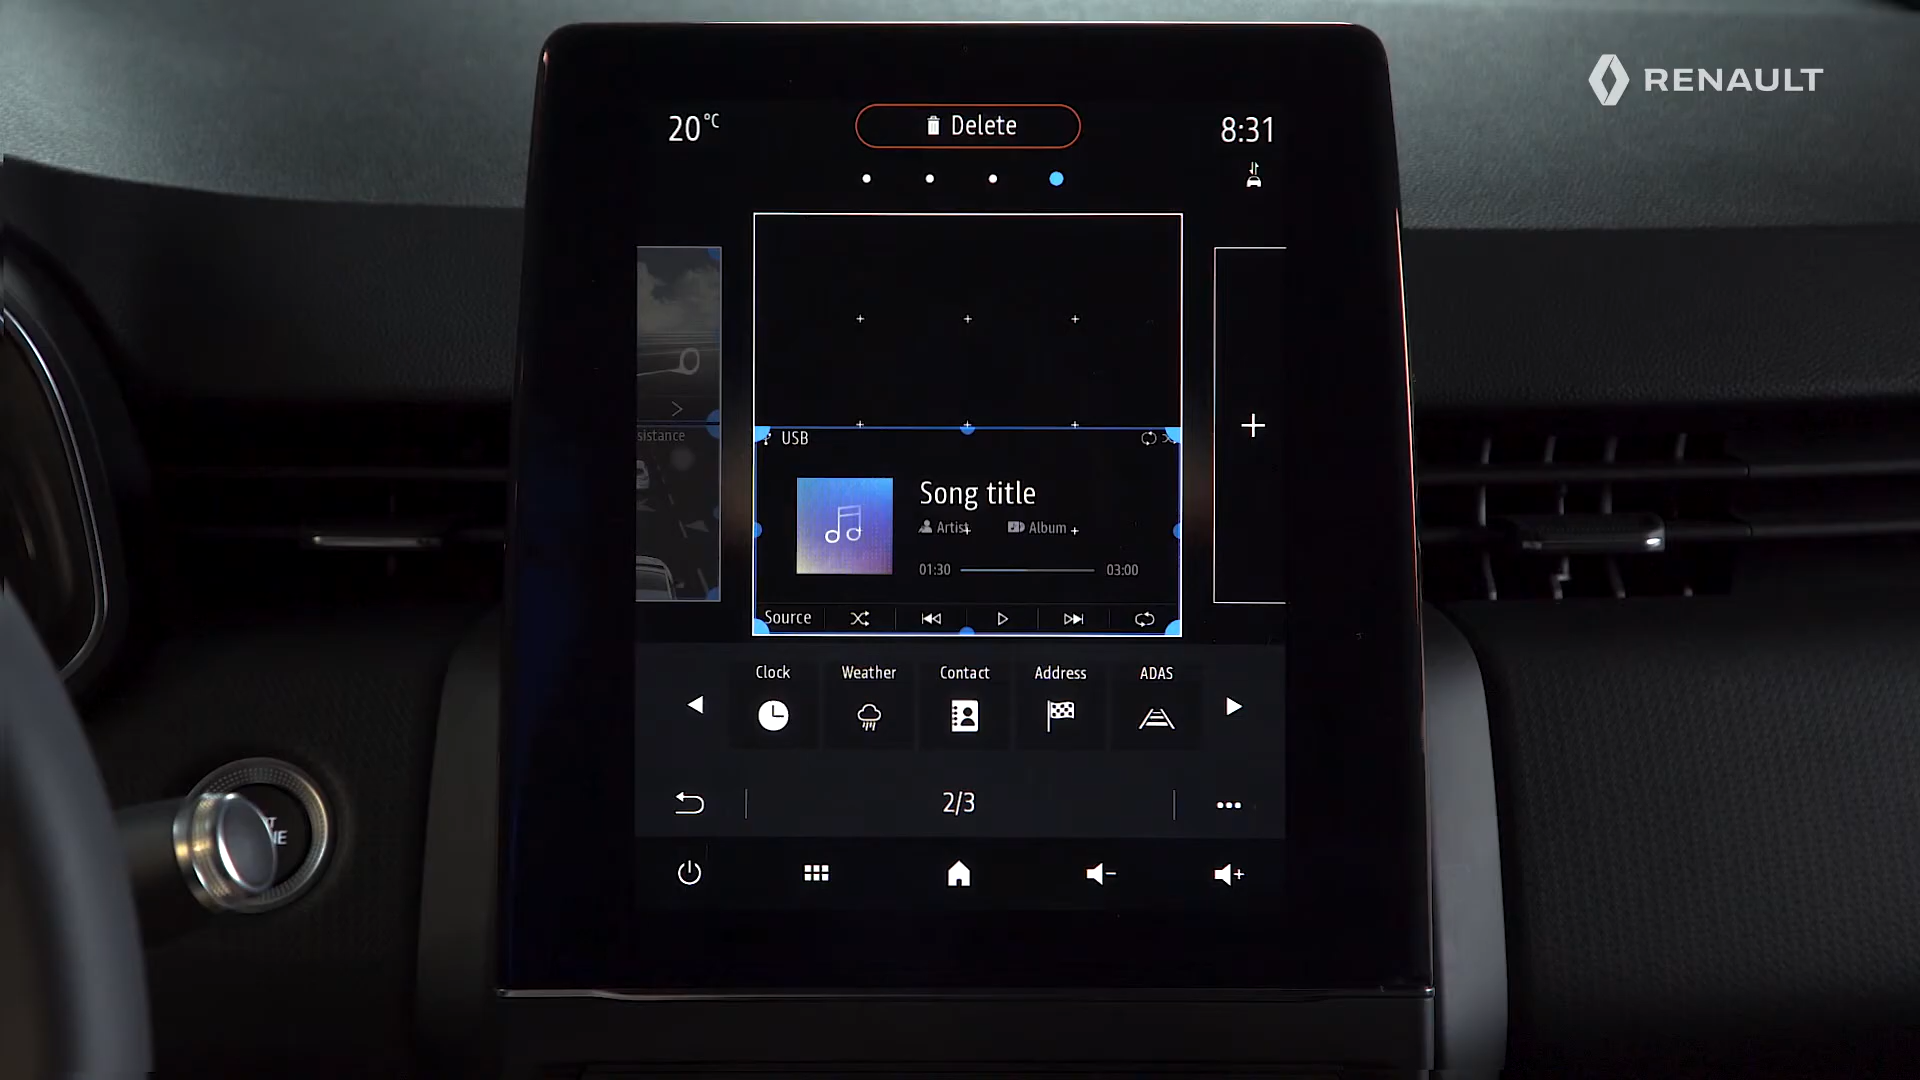 RENAULT
20°C
Delete
8:31
sistance
USB
Song title
Artist
Album
01:30
03:00
Source
Clock
Weather
Contact
Address
ADAS
2/3